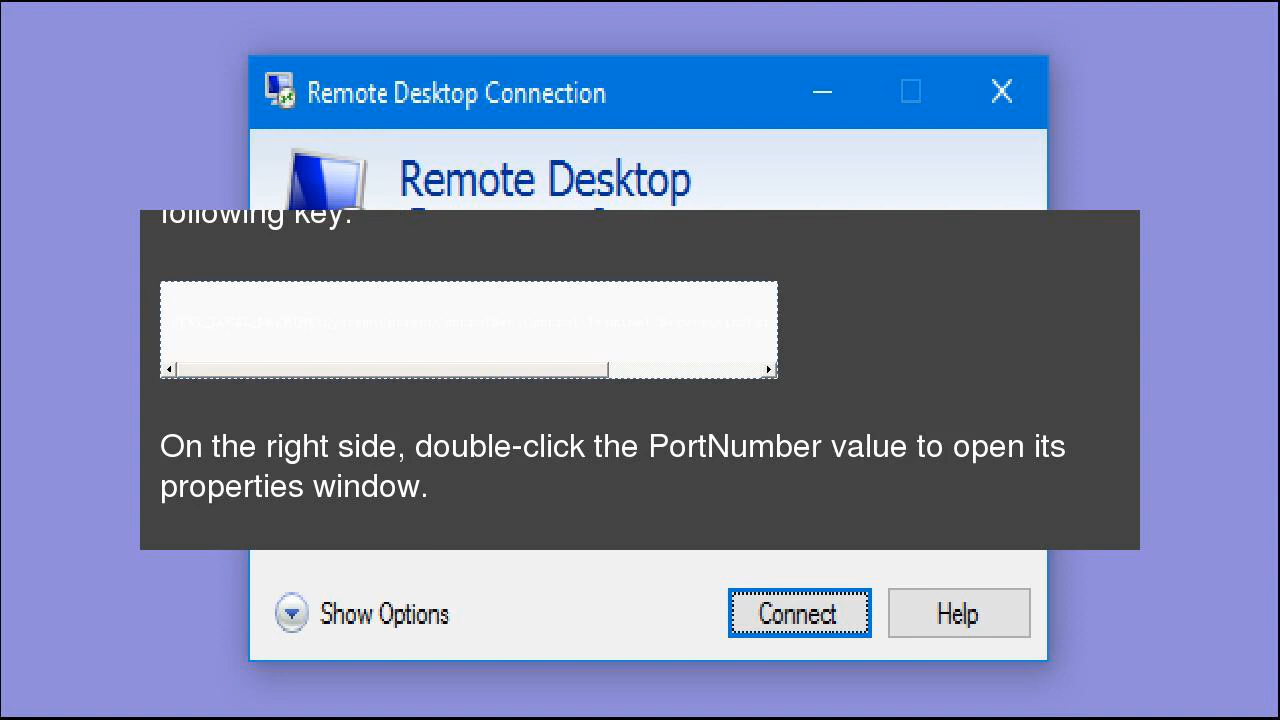 Remote Desktop Connection
Remote Desktop
following key:
On the right side, double-click the PortNumber value to open its
properties window.
Show Options
Connect
Help